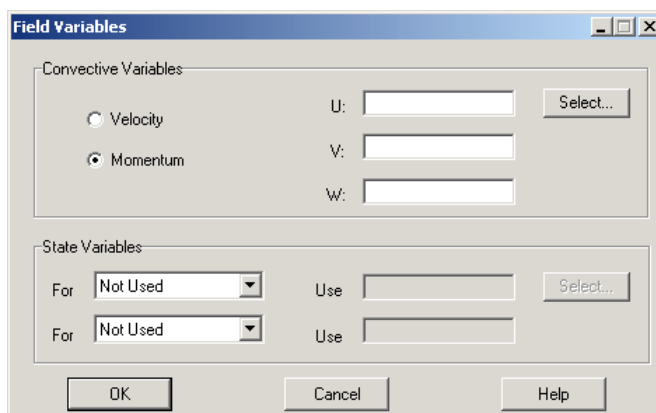 Field Variables
Convective Variables
Velocity
Momentum
U:
Select...
V:
W:
State Variables
For Not Used Use Select...
For Not Used Use
OK Cancel Help